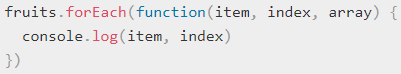 fruits.forEach(function(item, index, array) {
  console.log(item, index)
})